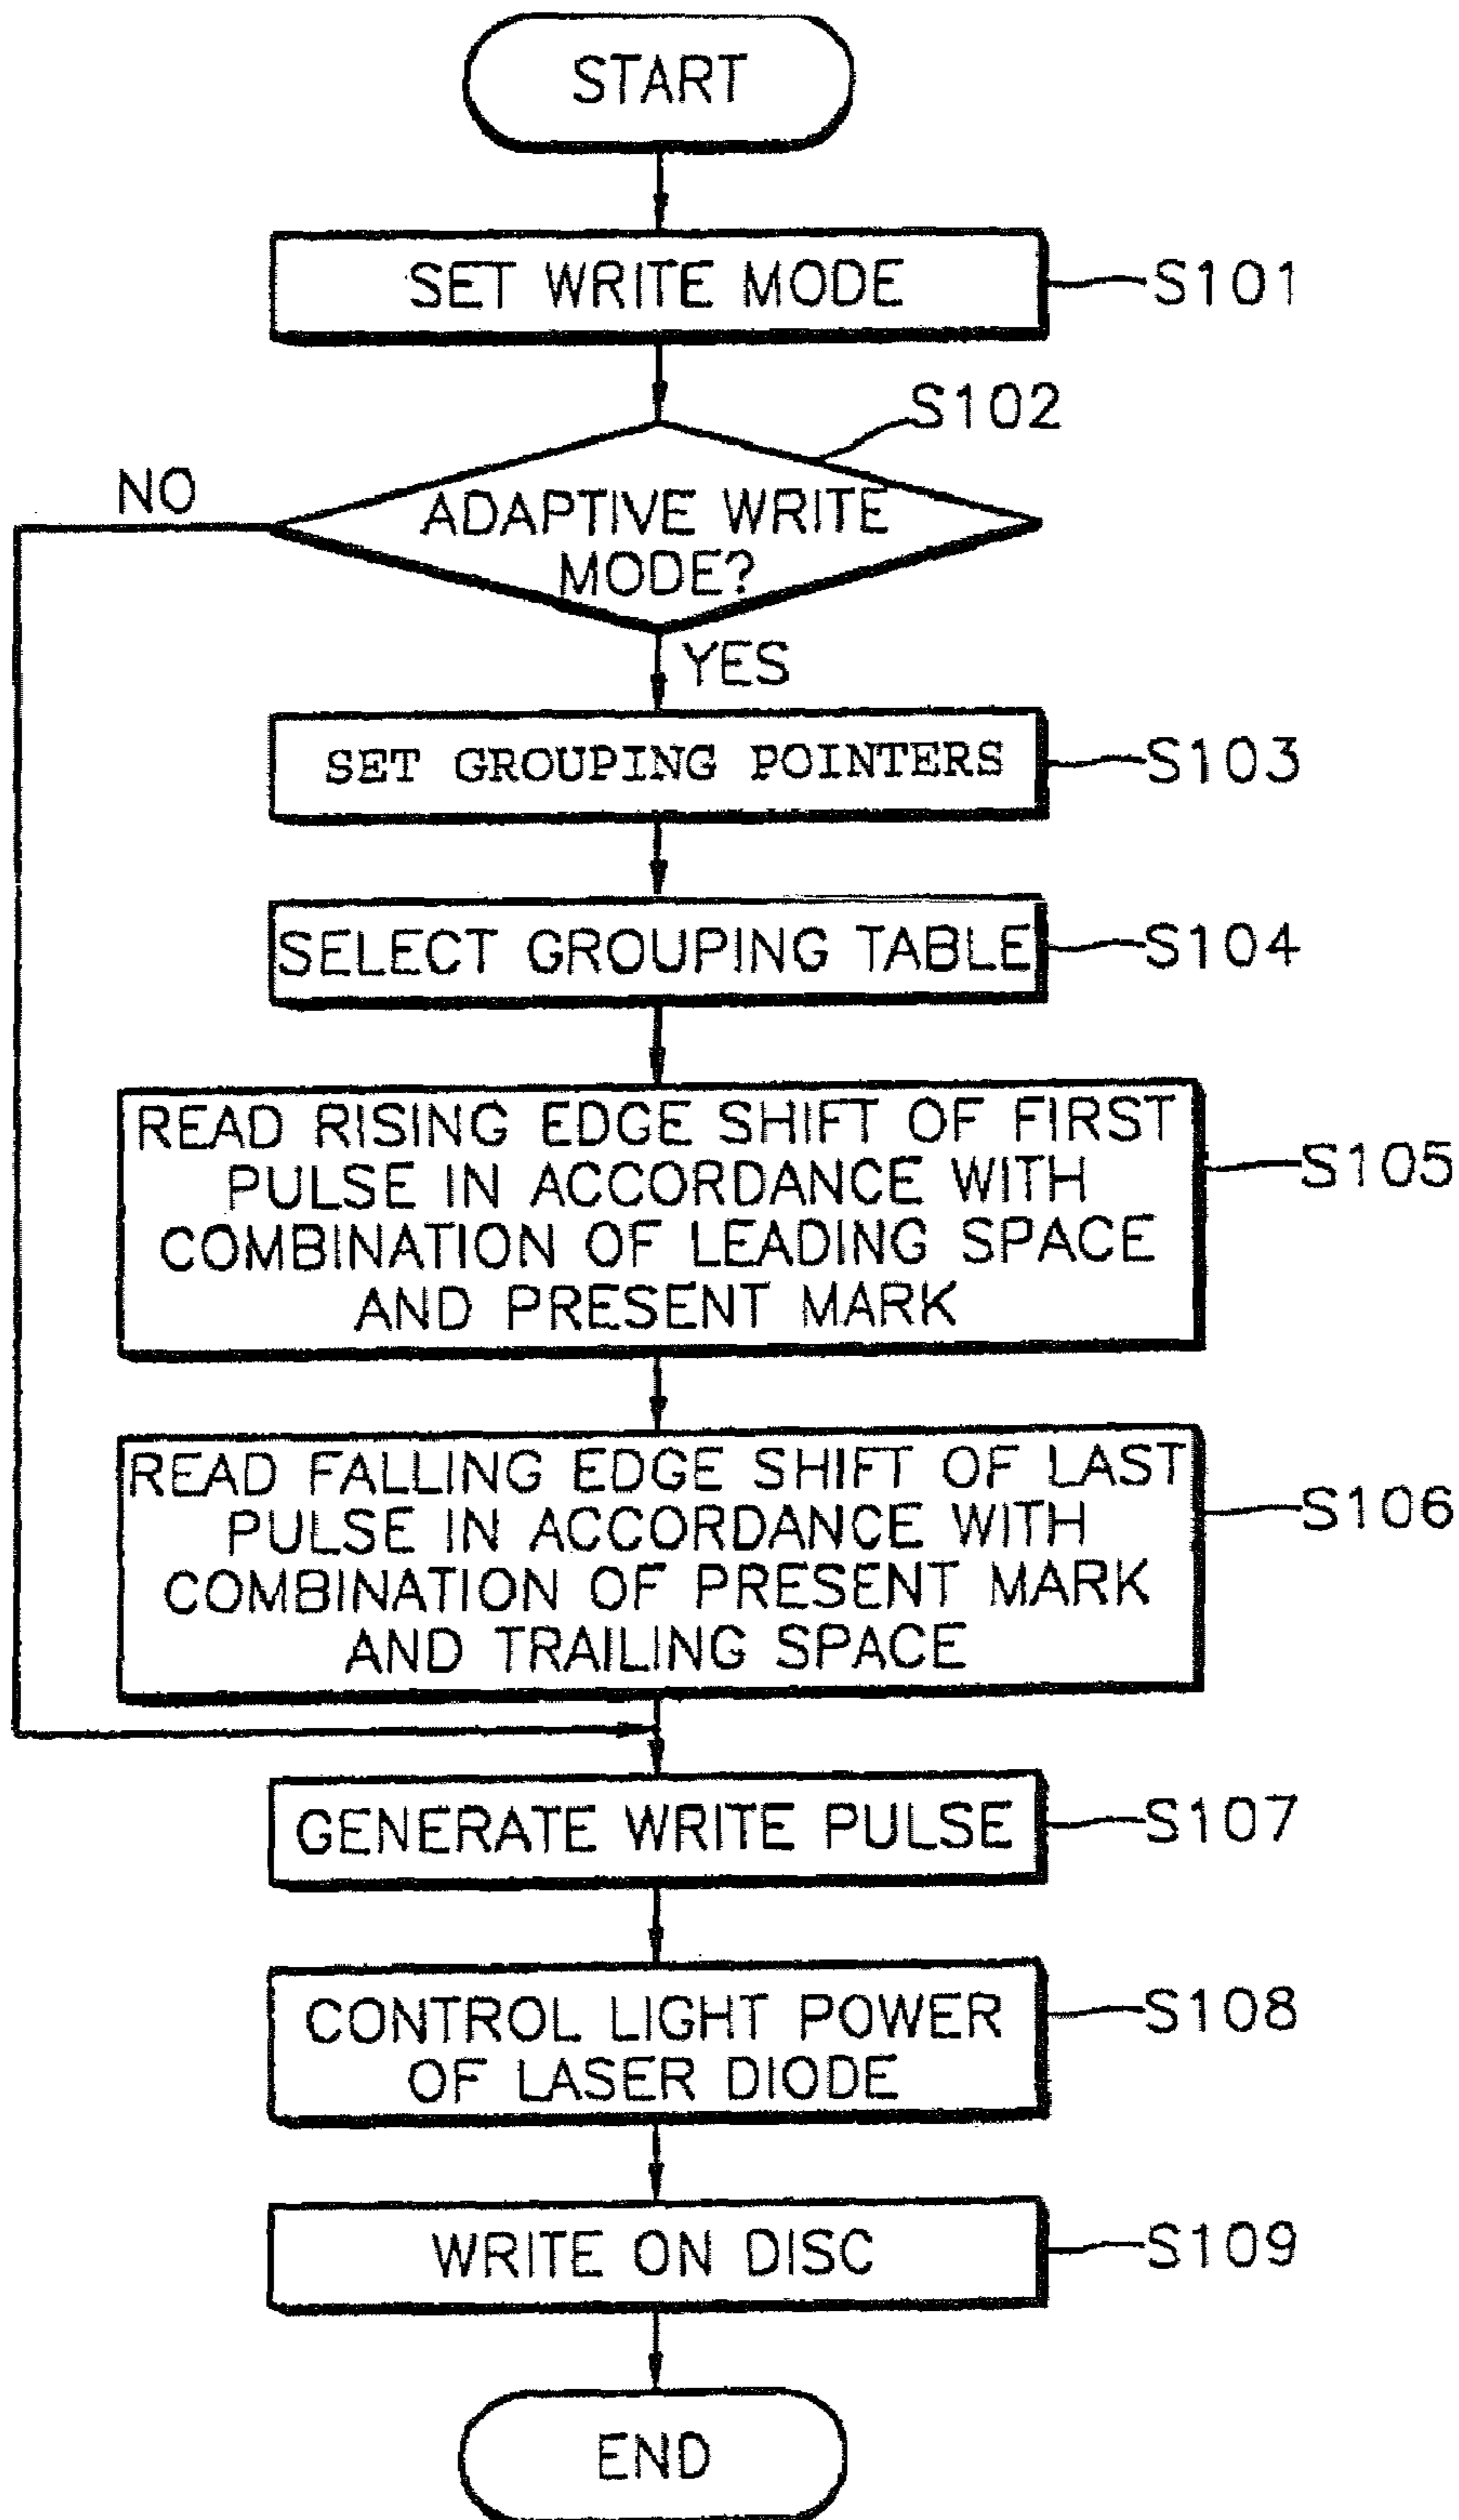 START
SET WRITE MODE
S101
S102
NO
ADAPTIVE WRITE
MODE?
YES
SET GROUPING POINTERS
S103
SELECT GROUPING TABLE
S104
READ RISING EDGE SHIFT OF FIRST
PULSE IN ACCORDANCE WITH
COMBINATION OF LEADING SPACE
AND PRESENT MARK
S105
READ FALLING EDGE SHIFT OF LAST
PULSE IN ACCORDANCE WITH
COMBINATION OF PRESENT MARK
AND TRAILING SPACE
S106
GENERATE WRITE PULSE
S107
CONTROL LIGHT POWER
OF LASER DIODE
S108
WRITE ON DISC
S109
END